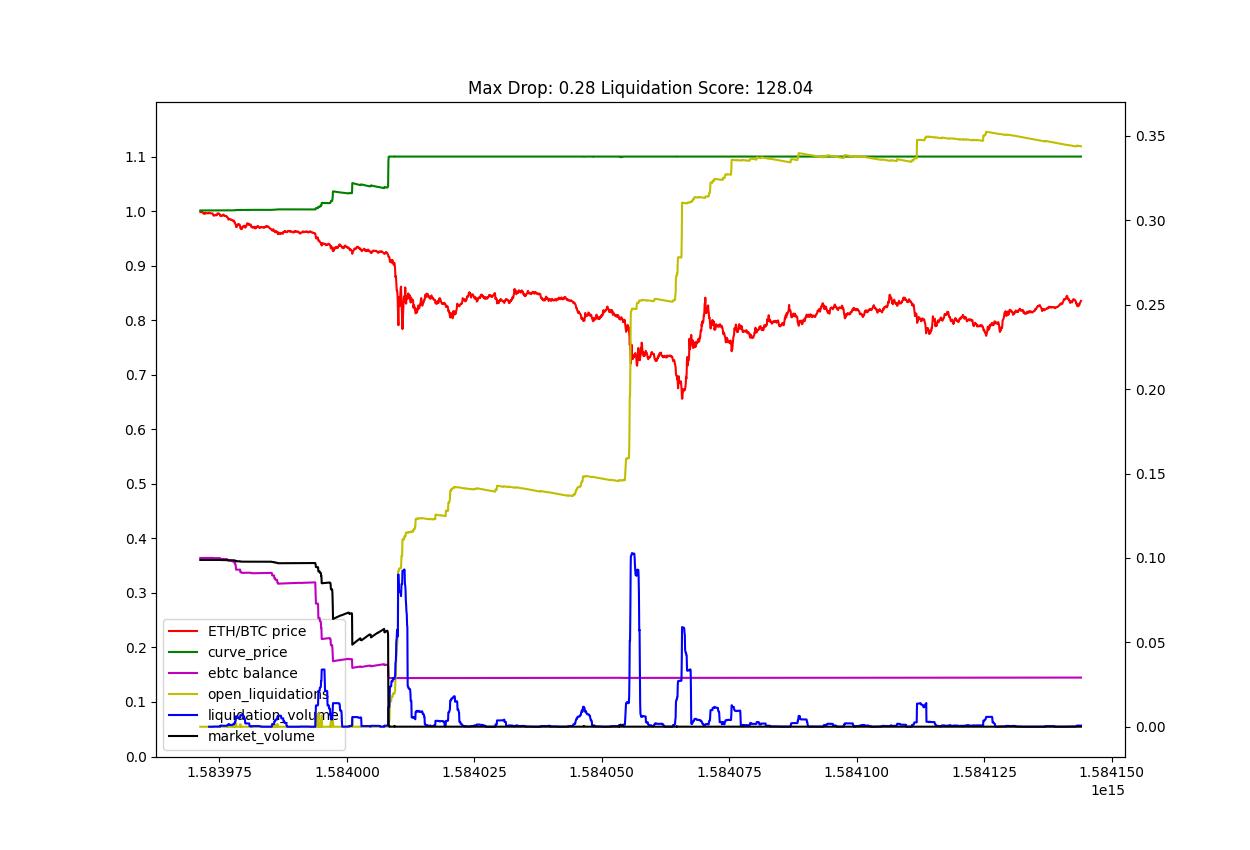 Max Drop: 0.28 Liquidation Score: 128.04
1.1
1.0
0.9
0.8
0.7
0.6
0.5
0.4
0.3
0.2
0.1
0.0
0.35
0.30
0.25
0.20
0.15
0.10
0.05
0.00
ETH/BTC price
curve_price
ebtc balance
open_liquidations
liquidation_volume
market_volume
1.583975 1.584000 1.584025 1.584050 1.584075 1.584100 1.584125 1.584150
1e15